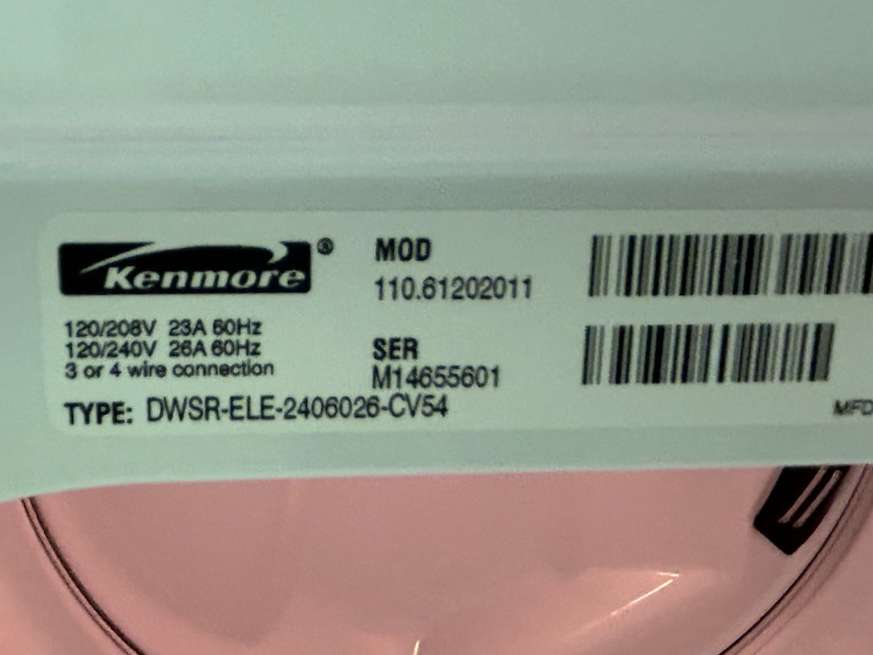 Kenmore®
120/208V 23A 60Hz
120/240V 26A 60Hz
3 or 4 wire connection
TYPE: DWSR-ELE-2406026-CV54
MOD
110.61202011
SER
M14655601
MFD